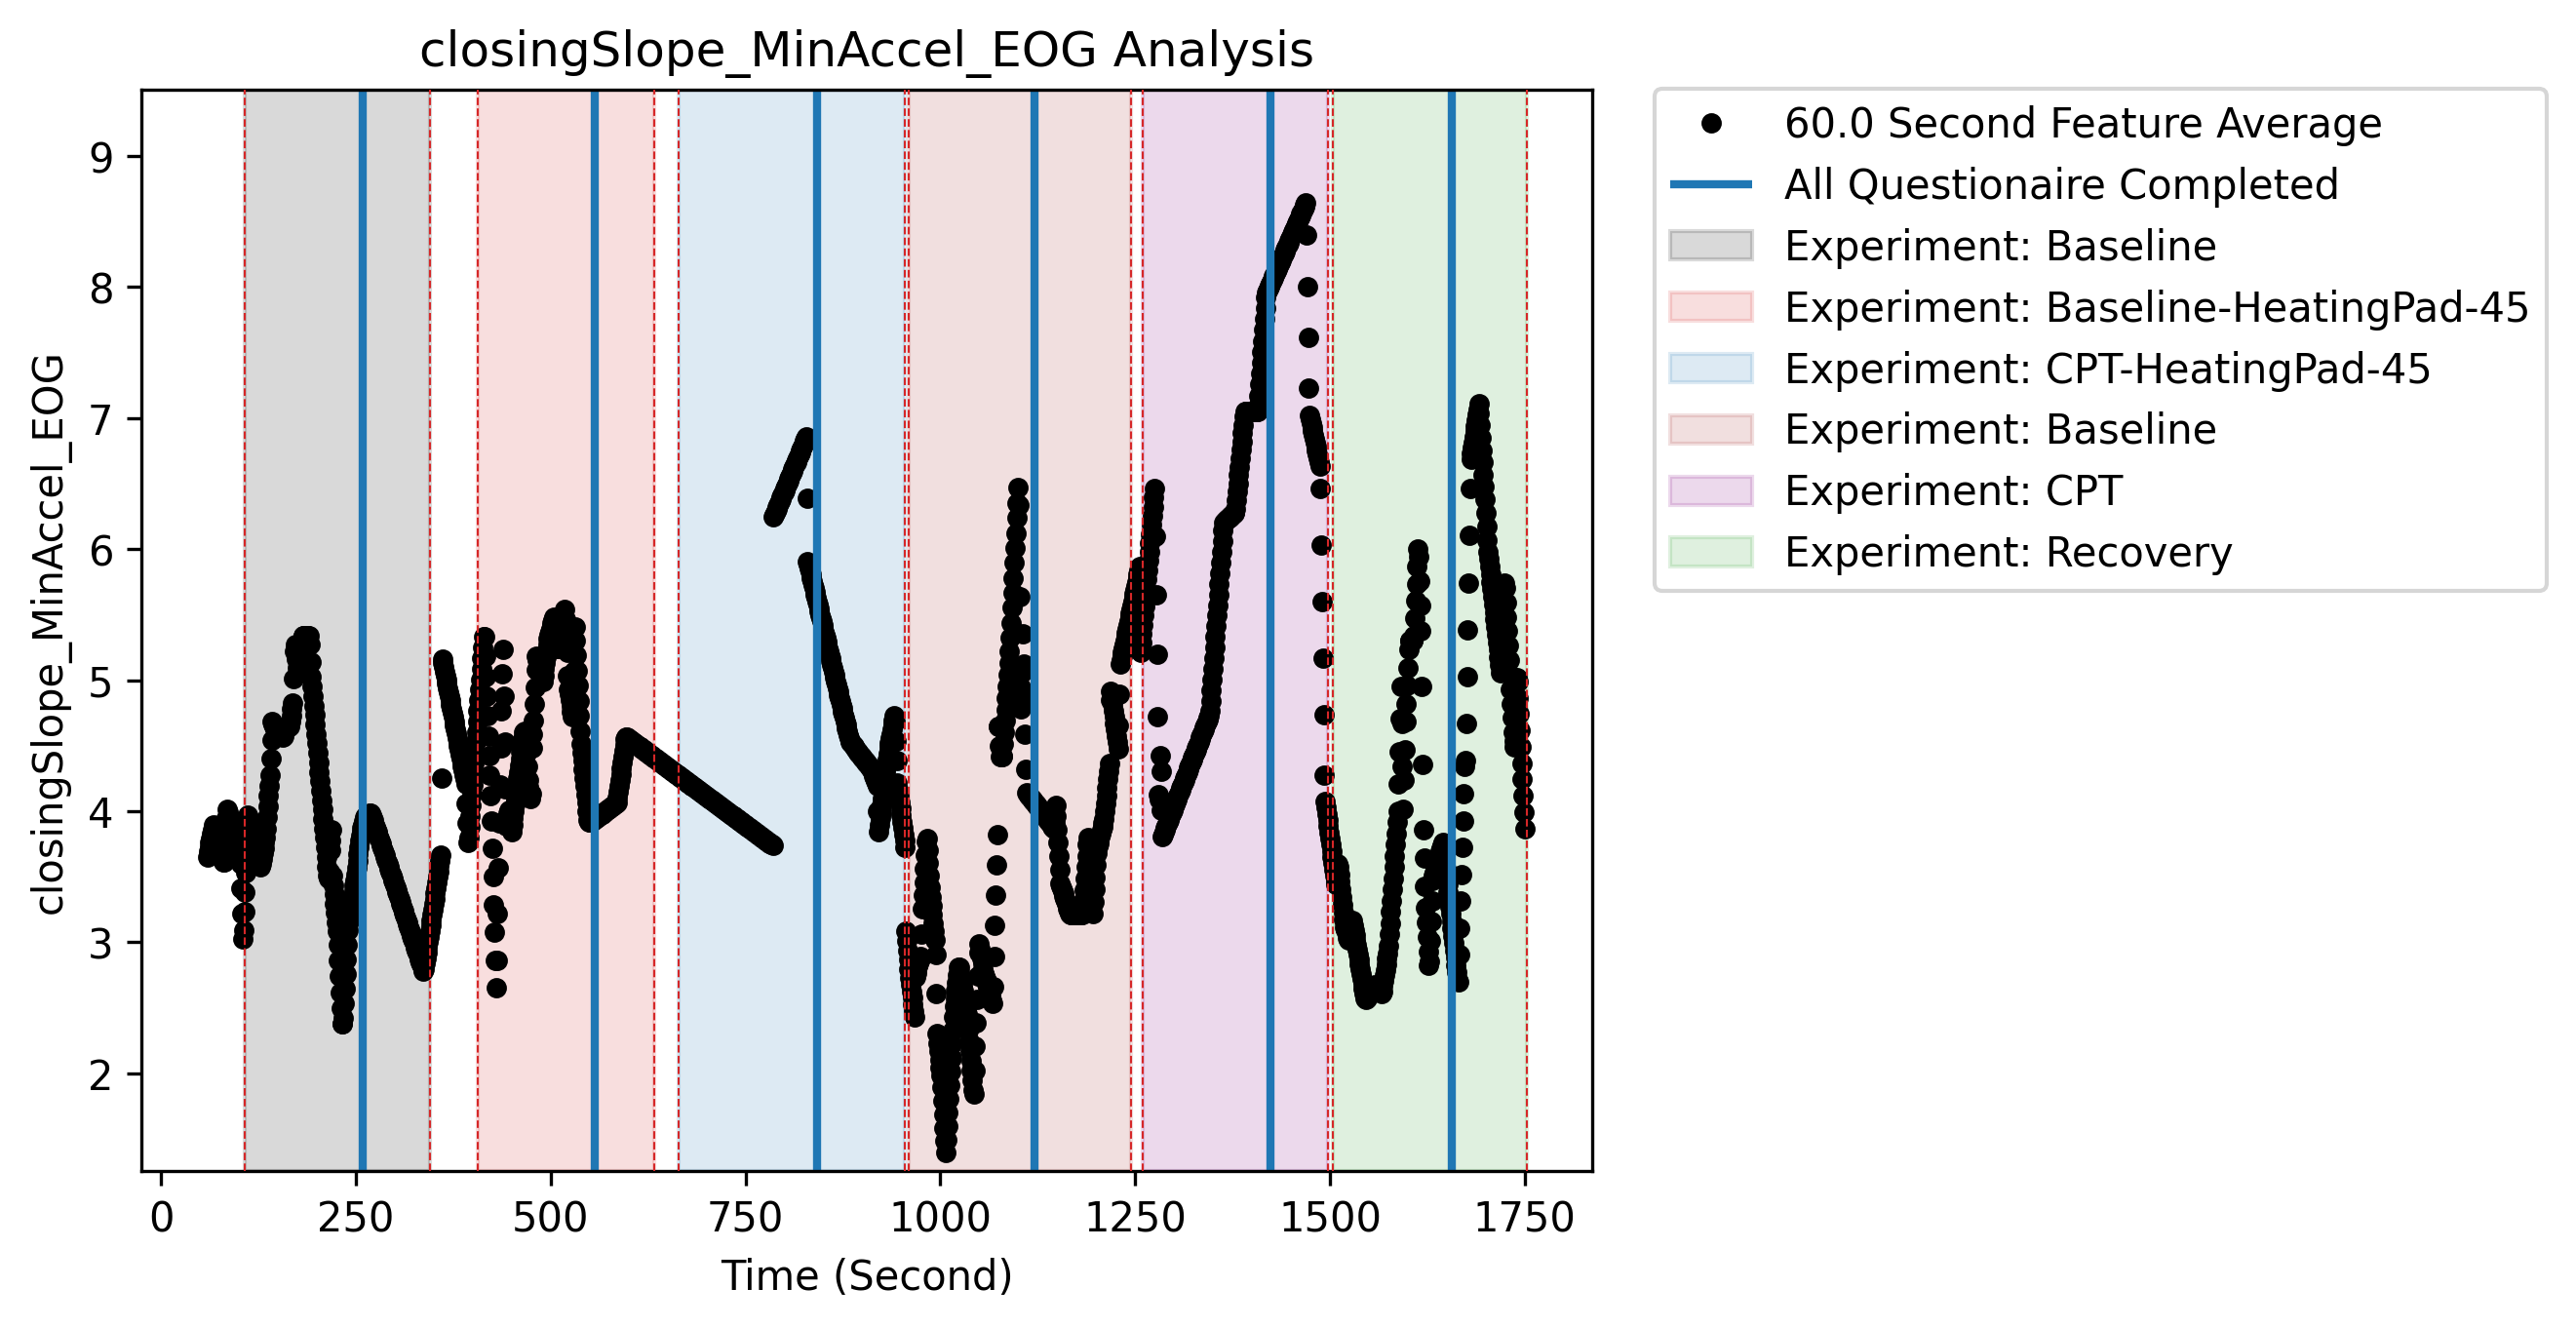 closingSlope_MinAccel_EOG Analysis
closingSlope_MinAccel_EOG
9
8
7
6
5
4
3
2
0 250 500 750 1000 1250 1500 1750
Time (Second)
60.0 Second Feature Average
All Questionaire Completed
Experiment: Baseline
Experiment: Baseline-HeatingPad-45
Experiment: CPT-HeatingPad-45
Experiment: Baseline
Experiment: CPT
Experiment: Recovery